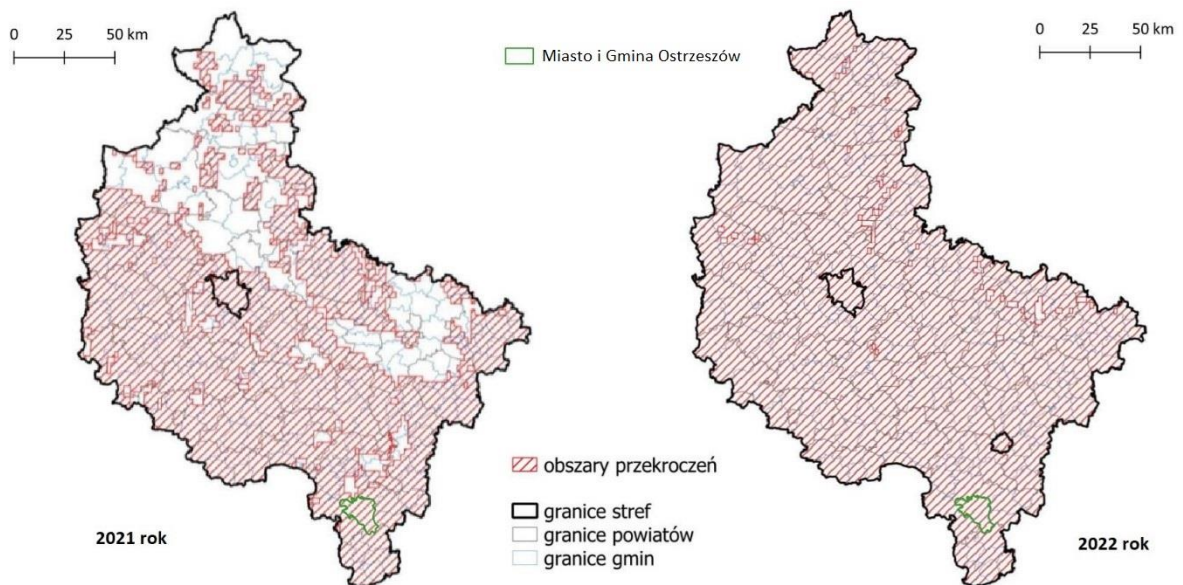 0 25 50 km
Miasto i Gmina Ostrzeszów
0 25 50 km
obszary przekroczeń
granice stref
granice powiatów
granice gmin
2021 rok
2022 rok